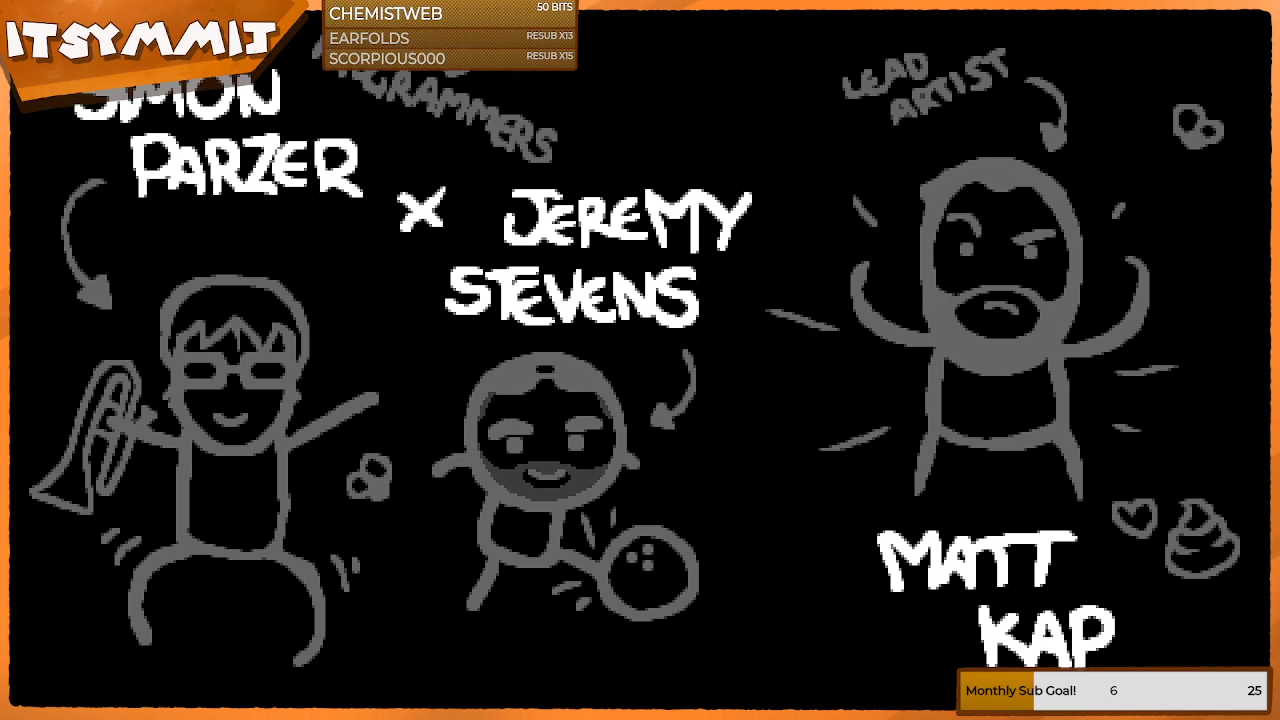 ITSYMMIJ
CHEMISTWEB 50 BITS
EARFOLDS RESUB X13
SCORPIOUS000 RESUB X15
SIMON
PARZER
X JEREMY
STEVENS
LEAD
ARTIST
MATT
KAP
Monthly Sub Goal! 6 25